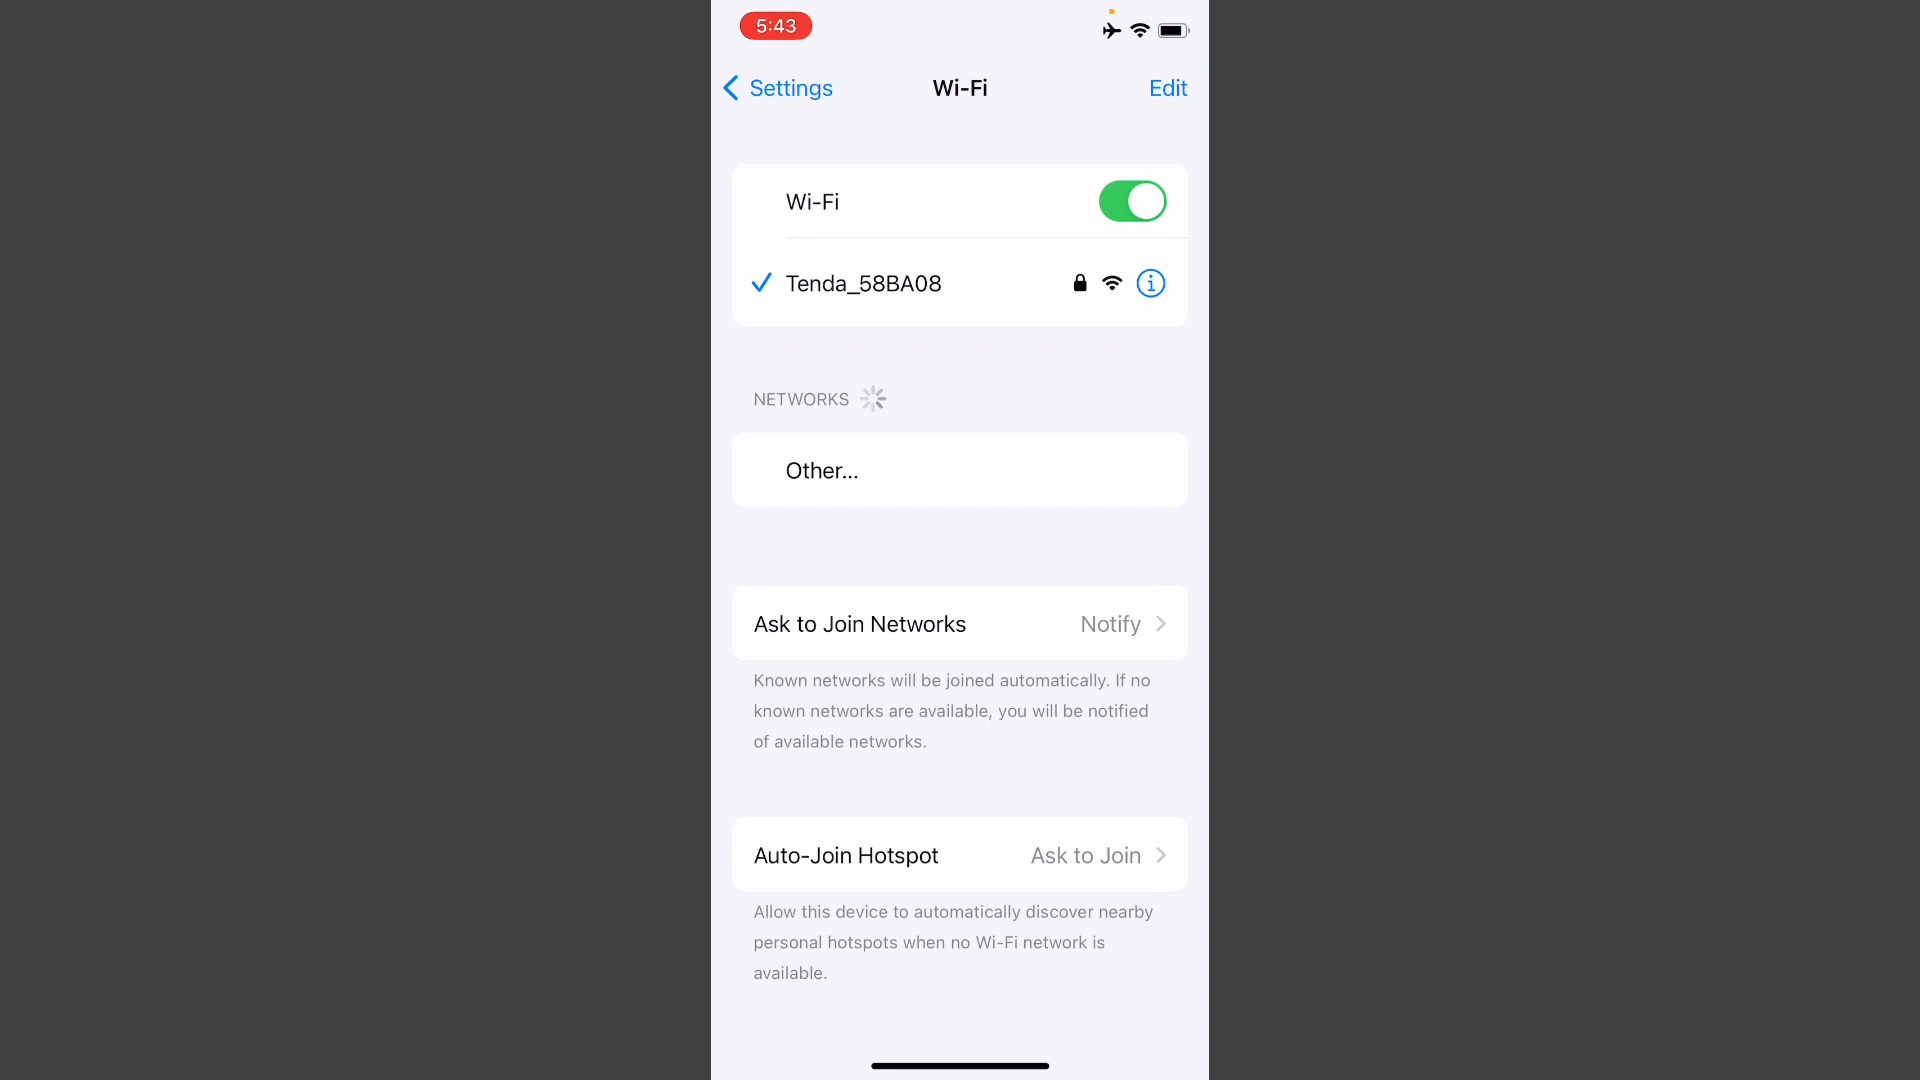 5:43
Settings
Wi-Fi
Edit
Wi-Fi
Tenda_58BA08
NETWORKS
Other...
Ask to Join Networks
Notify
Known networks will be joined automatically. If no
known networks are available, you will be notified
of available networks.
Auto-Join Hotspot
Ask to Join
Allow this device to automatically discover nearby
personal hotspots when no Wi-Fi network is
available.